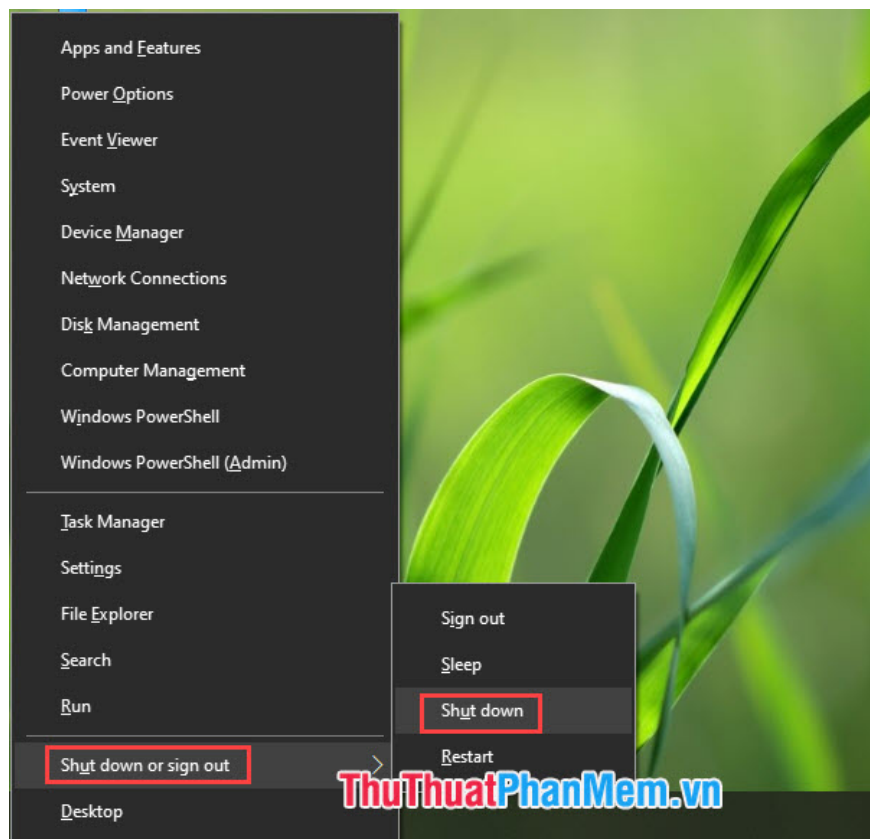 Apps and Features
Power Options
Event Viewer
System
Device Manager
Network Connections
Disk Management
Computer Management
Windows PowerShell
Windows PowerShell (Admin)
Task Manager
Settings
File Explorer
Search
Run
Shut down or sign out
Desktop
Sign out
Sleep
Shut down
Restart
ThuThuatPhanMem.vn